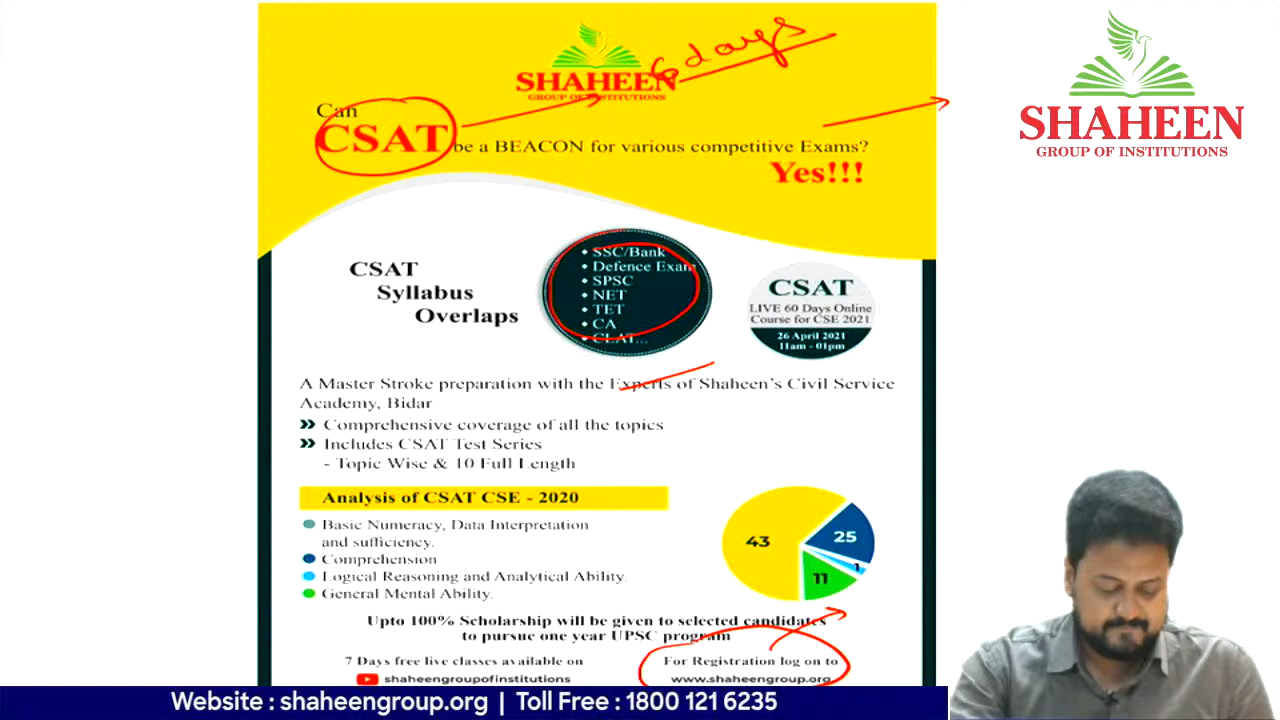 SHAHEEN
GROUP OF INSTITUTIONS
6 days
Can
CSAT
be a BEACON for various competitive Exams?
Yes!!!
SHAHEEN
GROUP OF INSTITUTIONS
CSAT
Syllabus
Overlaps
• SSC/Bank
• Defence Exam
• SPSC
• NET
• TET
• CA
• CLAT...
CSAT
LIVE 60 Days Online
Course for CSE 2021
26 April 2021
11am - 01pm
A Master Stroke preparation with the Experts of Shaheen's Civil Service
Academy, Bidar
Comprehensive coverage of all the topics
Includes CSAT Test Series
- Topic Wise & 10 Full Length
Analysis of CSAT CSE - 2020
Basic Numeracy, Data Interpretation
and sufficiency.
Comprehension
Logical Reasoning and Analytical Ability.
General Mental Ability.
43
25
1
11
Upto 100% Scholarship will be given to selected candidates
to pursue one year UPSC program
7 Days free live classes available on
shaheengroupofinstitutions
For Registration log on to
www.shaheengroup.org
Website : shaheengroup.org | Toll Free : 1800 121 6235